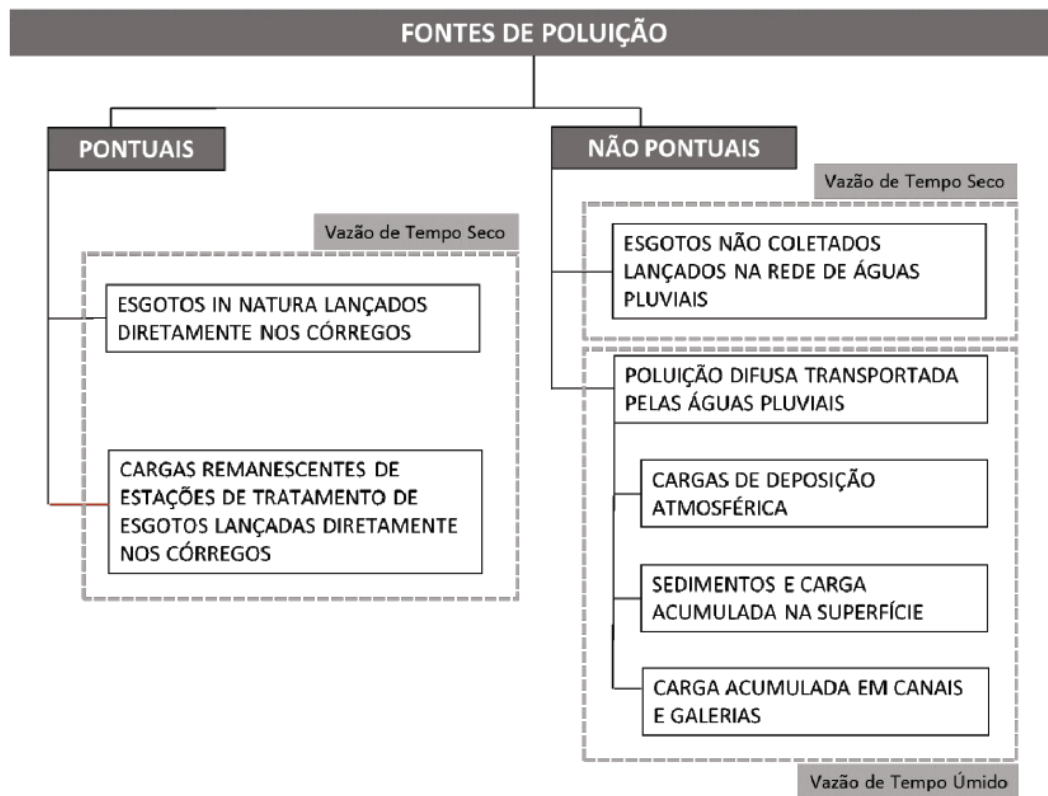 FONTES DE POLUIÇÃO
PONTUAIS
Vazão de Tempo Seco
ESGOTOS IN NATURA LANÇADOS
DIRETAMENTE NOS CÓRREGOS
CARGAS REMANESCENTES DE
ESTAÇÕES DE TRATAMENTO DE
ESGOTOS LANÇADAS DIRETAMENTE
NOS CÓRREGOS
NÃO PONTUAIS
Vazão de Tempo Seco
ESGOTOS NÃO COLETADOS
LANÇADOS NA REDE DE ÁGUAS
PLUVIAIS
POLUIÇÃO DIFUSA TRANSPORTADA
PELAS ÁGUAS PLUVIAIS
CARGAS DE DEPOSIÇÃO
ATMOSFÉRICA
SEDIMENTOS E CARGA
ACUMULADA NA SUPERFÍCIE
CARGA ACUMULADA EM CANAIS
E GALERIAS
Vazão de Tempo Úmido